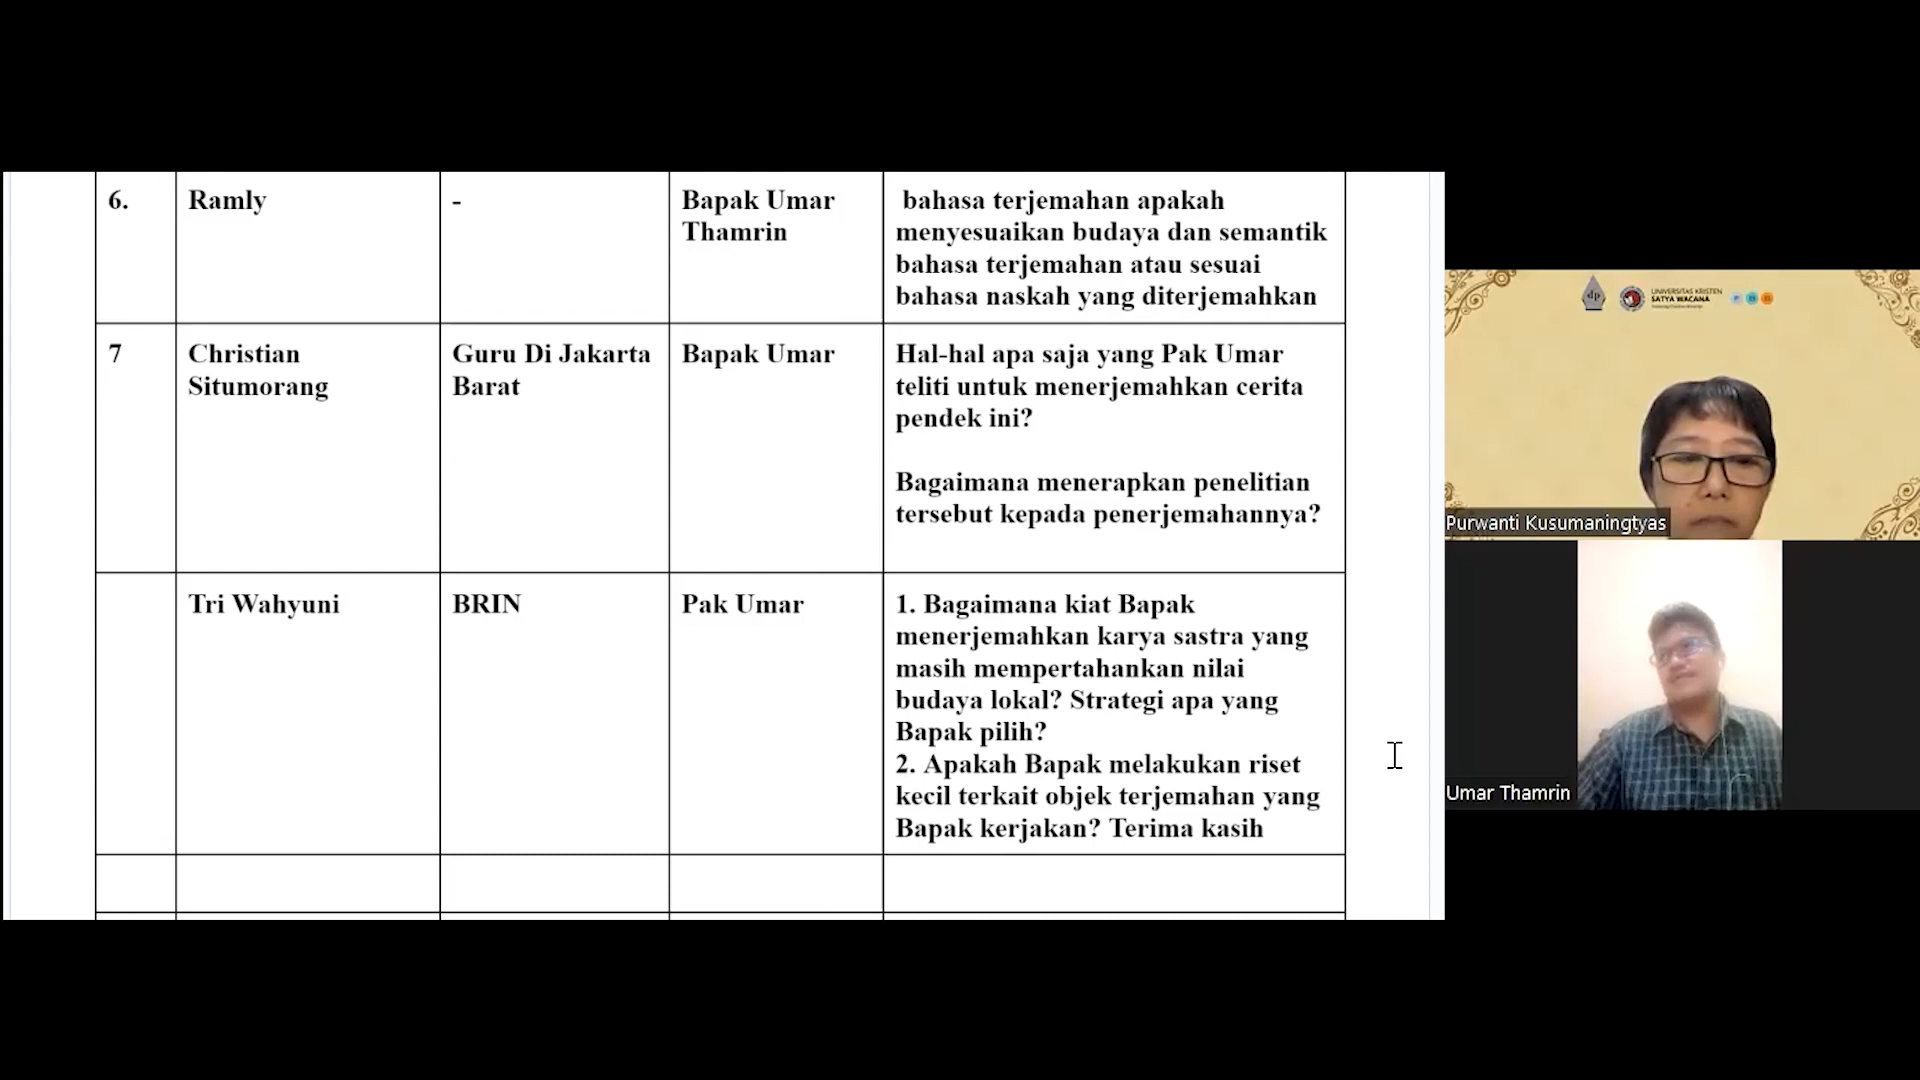 6.
Ramly
-
Bapak Umar
Thamrin
bahasa terjemahan apakah
menyesuaikan budaya dan semantik
bahasa terjemahan atau sesuai
bahasa naskah yang diterjemahkan
7
Christian
Situmorang
Guru Di Jakarta
Barat
Bapak Umar
Hal-hal apa saja yang Pak Umar
teliti untuk menerjemahkan cerita
pendek ini?
Bagaimana menerapkan penelitian
tersebut kepada penerjemahannya?
Tri Wahyuni
BRIN
Pak Umar
1. Bagaimana kiat Bapak
menerjemahkan karya sastra yang
masih mempertahankan nilai
budaya lokal? Strategi apa yang
Bapak pilih?
2. Apakah Bapak melakukan riset
kecil terkait objek terjemahan yang
Bapak kerjakan? Terima kasih
dp
UNIVERSITAS KRISTEN
SATYA WACANA
Purwanti Kusumaningtyas
Umar Thamrin